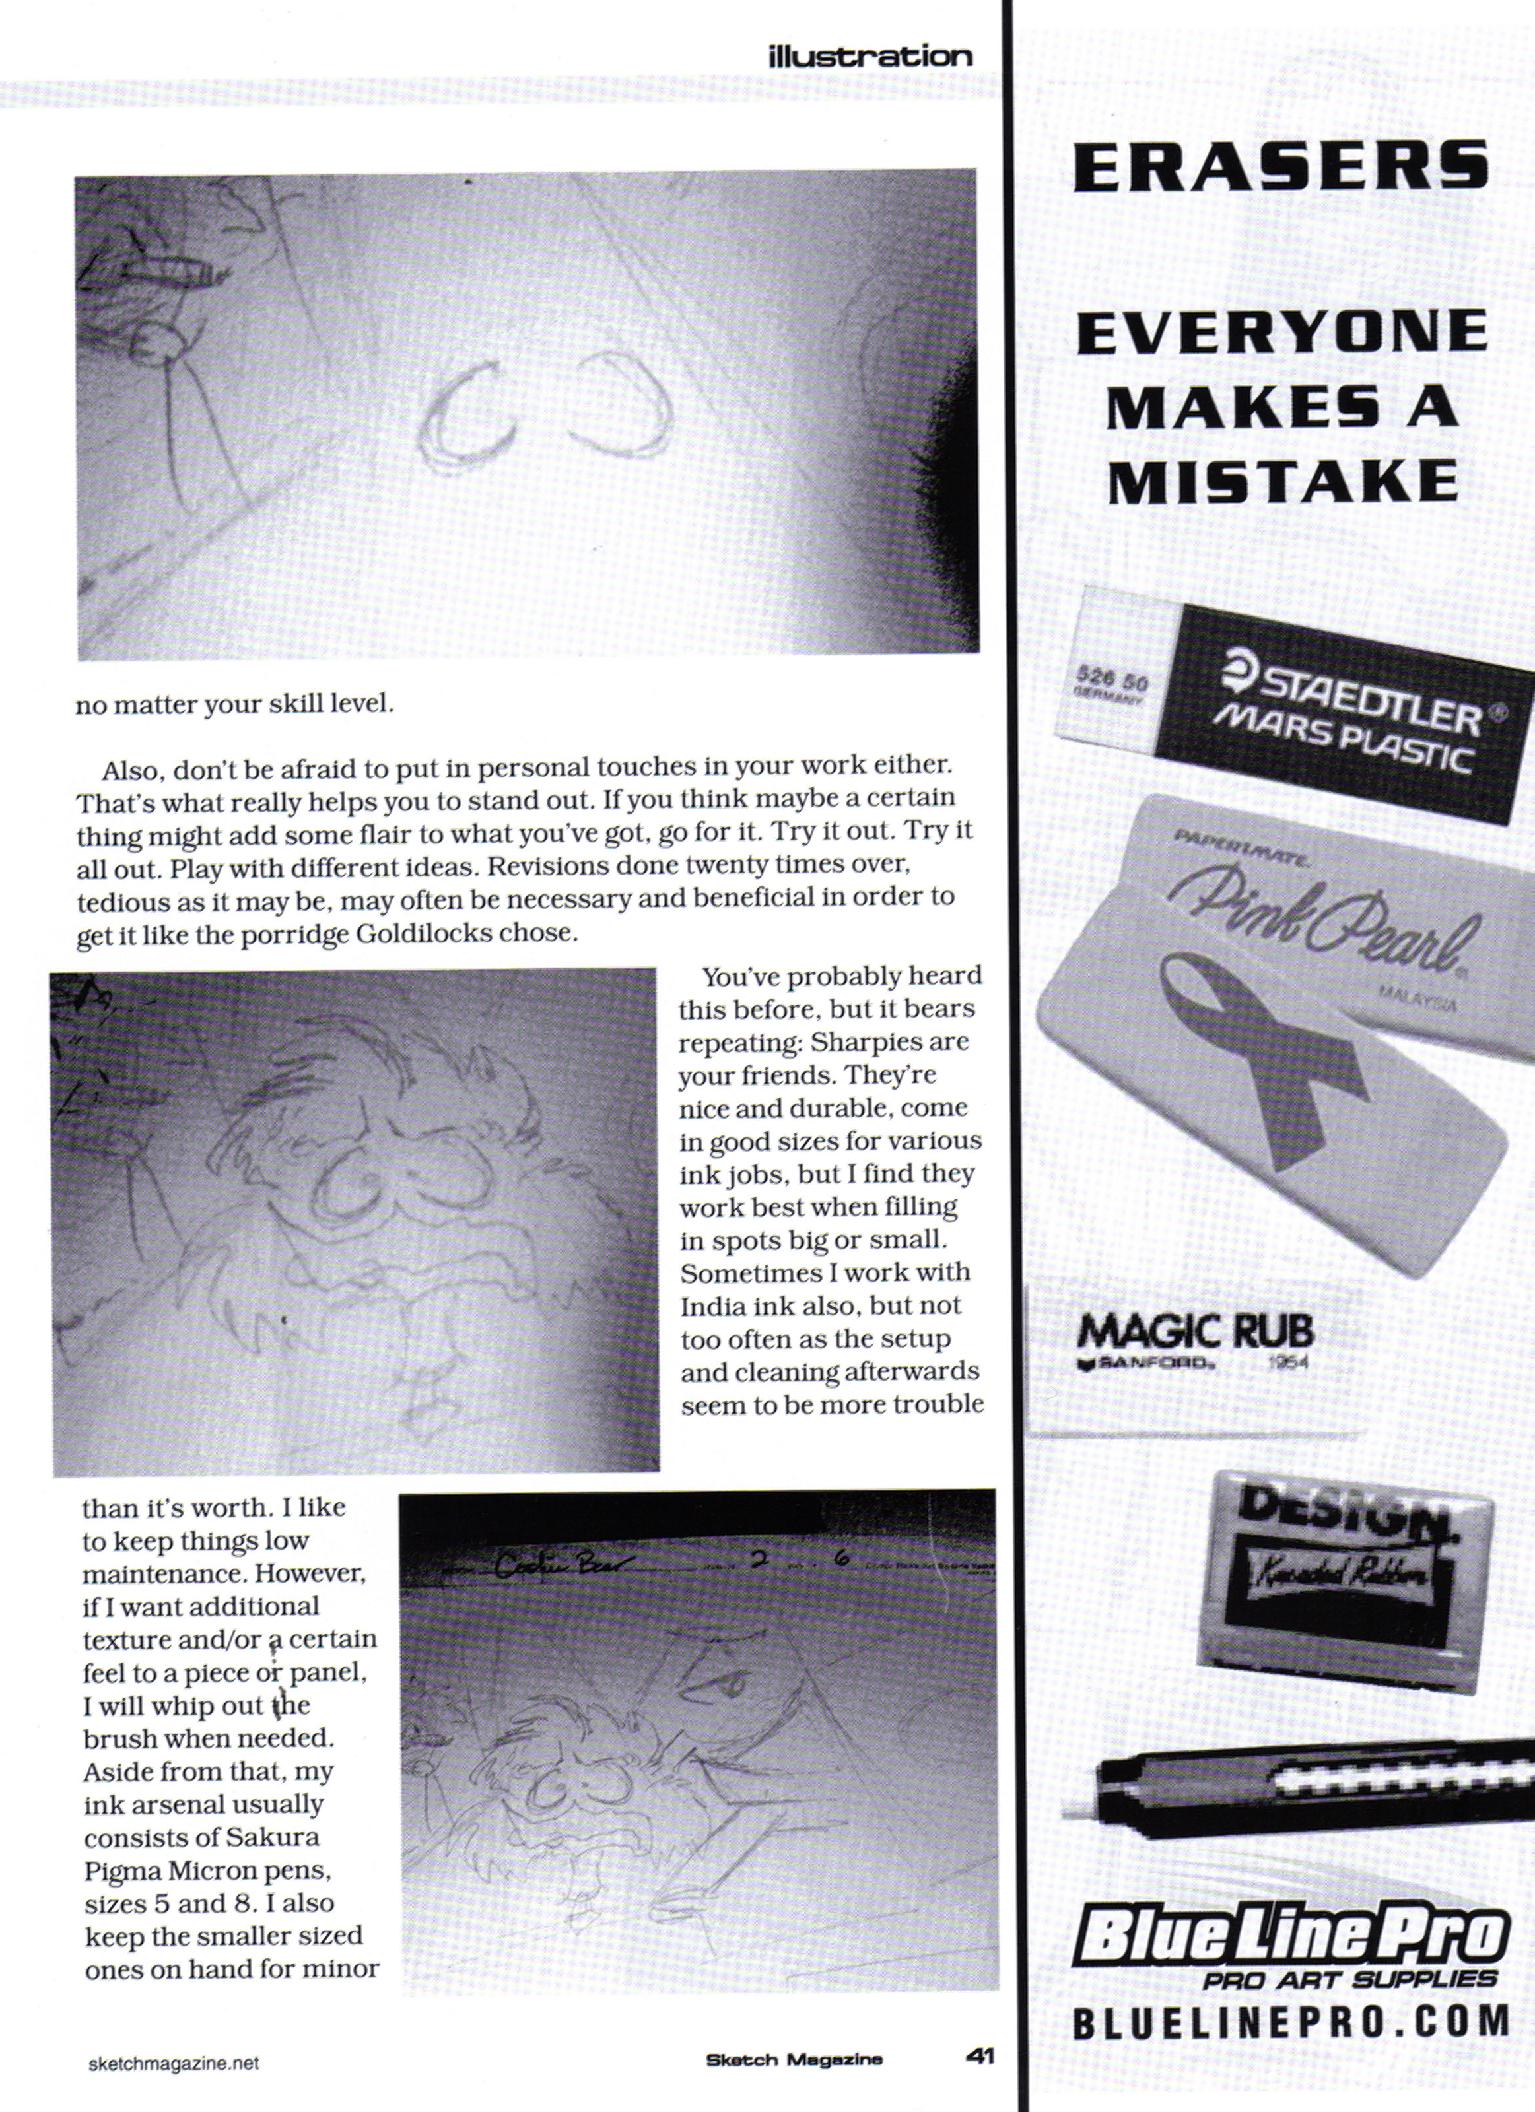 illustration
no matter your skill level.
Also, don't be afraid to put in personal touches in your work either.
That's what really helps you to stand out. If you think maybe a certain
thing might add some flair to what you've got, go for it. Try it out. Try it
all out. Play with different ideas. Revisions done twenty times over,
tedious as it may be, may often be necessary and beneficial in order to
get it like the porridge Goldilocks chose.
You've probably heard
this before, but it bears
repeating: Sharpies are
your friends. They're
nice and durable, come
in good sizes for various
ink jobs, but I find they
work best when filling
in spots big or small.
Sometimes I work with
India ink also, but not
too often as the setup
and cleaning afterwards
seem to be more trouble
than it's worth. I like
to keep things low
maintenance. However,
if I want additional
texture and/or a certain
feel to a piece or panel,
I will whip out the
brush when needed.
Aside from that, my
ink arsenal usually
consists of Sakura
Pigma Micron pens,
sizes 5 and 8. I also
keep the smaller sized
ones on hand for minor
Cookie Bear 2 6
sketchmagazine.net
Sketch Magazine 41
ERASERS
EVERYONE
MAKES A
MISTAKE
526 50
GERMANY
STAEDTLER®
MARS PLASTIC
PAPERMATE.
Pink Pearl
MALAYSIA
MAGIC RUB
SANFORD. 1954
DESIGN.
Kneaded Rubber
BlueLinePro
PRO ART SUPPLIES
BLUELINEPRO.COM